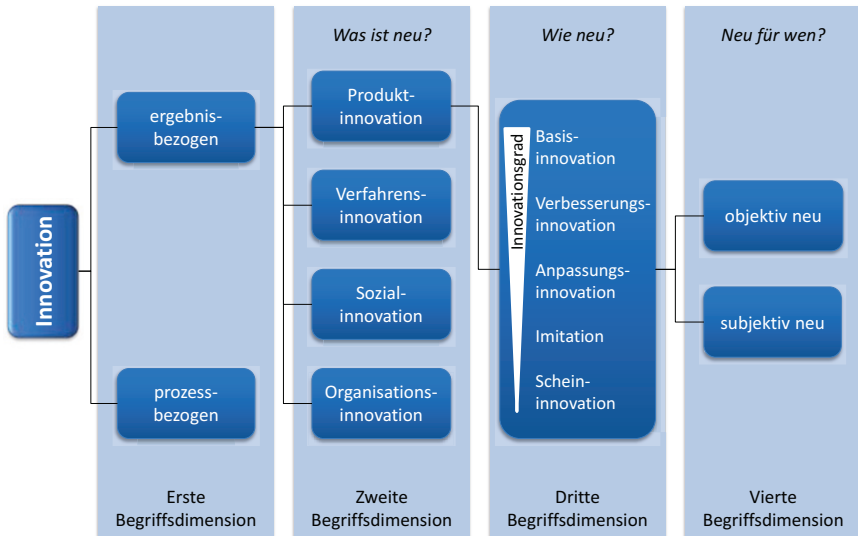 Was ist neu?
Wie neu?
Neu für wen?
Innovation
ergebnis-
bezogen
prozess-
bezogen
Produkt-
innovation
Verfahrens-
innovation
Sozial-
innovation
Organisations-
innovation
Innovationsgrad
Basis-
innovation
Verbesserungs-
innovation
Anpassungs-
innovation
Imitation
Schein-
innovation
objektiv neu
subjektiv neu
Erste
Begriffsdimension
Zweite
Begriffsdimension
Dritte
Begriffsdimension
Vierte
Begriffsdimension